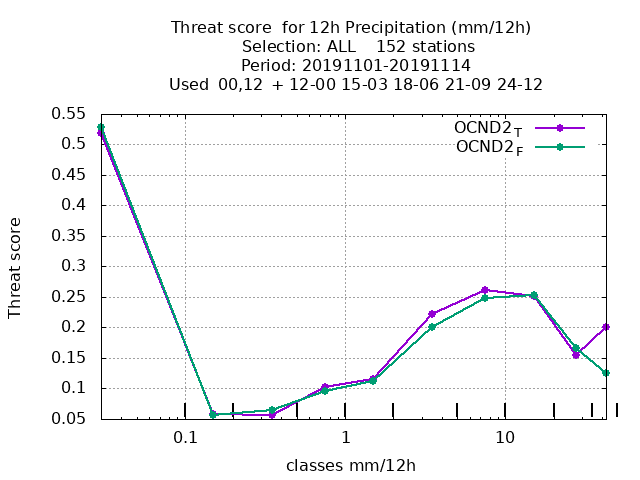 Threat score  for 12h Precipitation (mm/12h)
Selection: ALL    152 stations
Period: 20191101-20191114
Used  00,12  + 12-00 15-03 18-06 21-09 24-12
OCND2T
OCND2F
0.55
0.5
0.45
0.4
0.35
0.3
0.25
0.2
0.15
0.1
0.05
Threat score
0.1 1 10
classes mm/12h